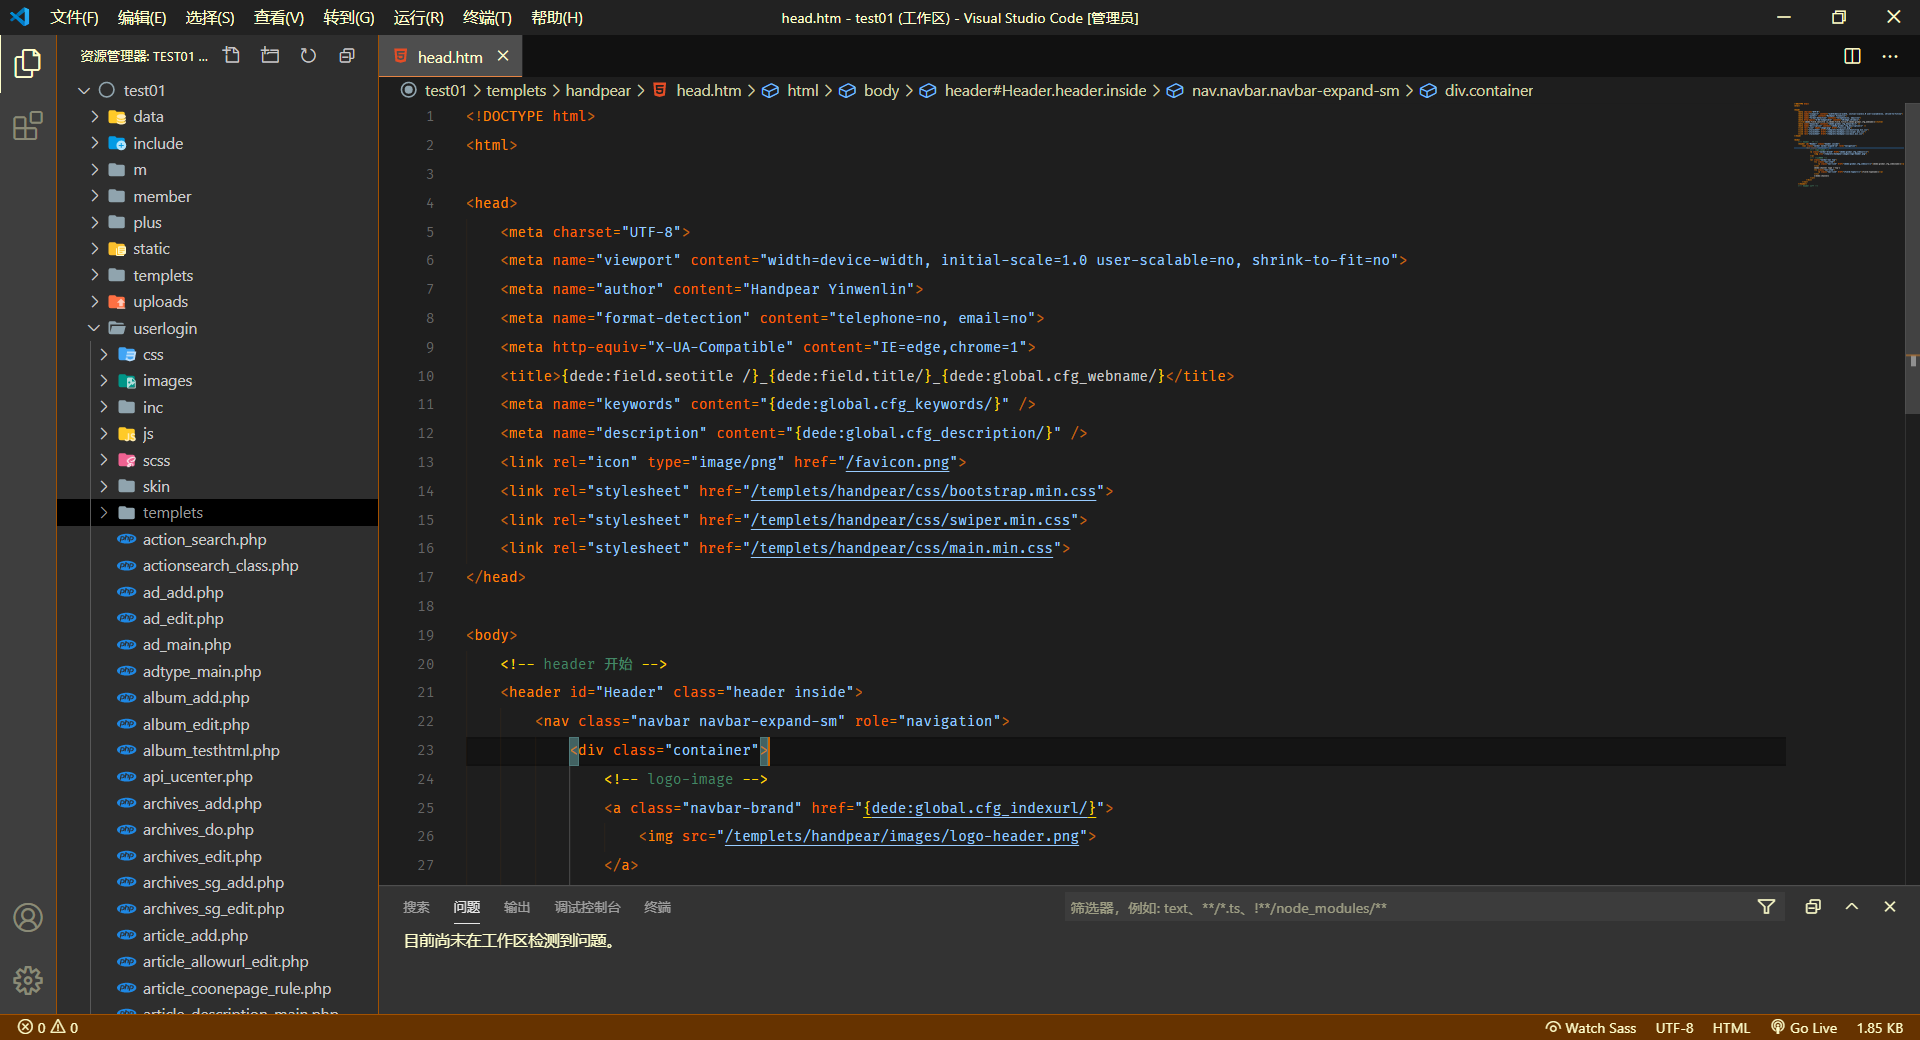 文件(F) 编辑(E) 选择(S) 查看(V) 转到(G) 运行(R) 终端(T) 帮助(H)
head.htm - test01 (工作区) - Visual Studio Code [管理员]
资源管理器: TEST01 ...
test01
data
include
m
member
plus
static
templets
uploads
userlogin
css
images
inc
js
scss
skin
templets
action_search.php
actionsearch_class.php
ad_add.php
ad_edit.php
ad_main.php
adtype_main.php
album_add.php
album_edit.php
album_testhtml.php
api_ucenter.php
archives_add.php
archives_do.php
archives_edit.php
archives_sg_add.php
archives_sg_edit.php
article_add.php
article_allowurl_edit.php
article_coonepage_rule.php
article_description_main.php
head.htm
test01 > templets > handpear > head.htm > html > body > header#Header.header.inside > nav.navbar.navbar-expand-sm > div.container
1 <!DOCTYPE html>
2 <html>
3
4 <head>
5 <meta charset="UTF-8">
6 <meta name="viewport" content="width=device-width, initial-scale=1.0 user-scalable=no, shrink-to-fit=no">
7 <meta name="author" content="Handpear Yinwenlin">
8 <meta name="format-detection" content="telephone=no, email=no">
9 <meta http-equiv="X-UA-Compatible" content="IE=edge,chrome=1">
10 <title>{dede:field.seotitle /}_{dede:field.title/}_{dede:global.cfg_webname/}</title>
11 <meta name="keywords" content="{dede:global.cfg_keywords/}" />
12 <meta name="description" content="{dede:global.cfg_description/}" />
13 <link rel="icon" type="image/png" href="/favicon.png">
14 <link rel="stylesheet" href="/templets/handpear/css/bootstrap.min.css">
15 <link rel="stylesheet" href="/templets/handpear/css/swiper.min.css">
16 <link rel="stylesheet" href="/templets/handpear/css/main.min.css">
17 </head>
18
19 <body>
20 <!-- header 开始 -->
21 <header id="Header" class="header inside">
22 <nav class="navbar navbar-expand-sm" role="navigation">
23 <div class="container">
24 <!-- logo-image -->
25 <a class="navbar-brand" href="{dede:global.cfg_indexurl/}">
26 <img src="/templets/handpear/images/logo-header.png">
27 </a>
搜索 问题 输出 调试控制台 终端
筛选器，例如: text、**/*.ts、!**/node_modules/**
目前尚未在工作区检测到问题。
0 0
Watch Sass UTF-8 HTML Go Live 1.85 KB